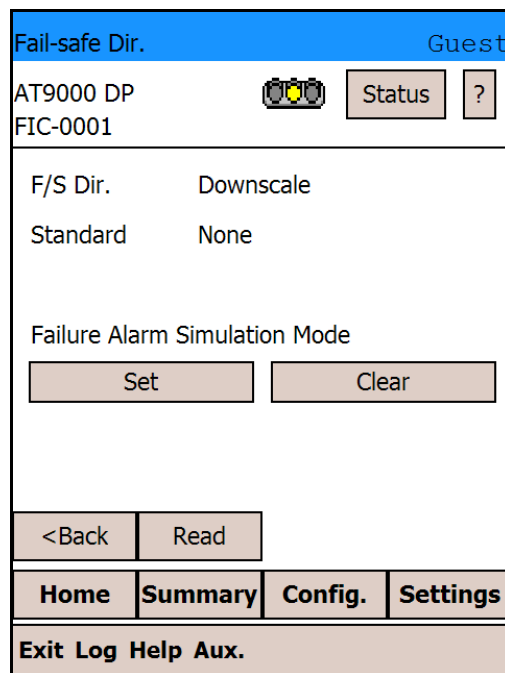 Fail-safe Dir. Guest
AT9000 DP Status ?
FIC-0001
F/S Dir. Downscale
Standard None
Failure Alarm Simulation Mode
Set Clear
<Back Read
Home Summary Config. Settings
Exit Log Help Aux.